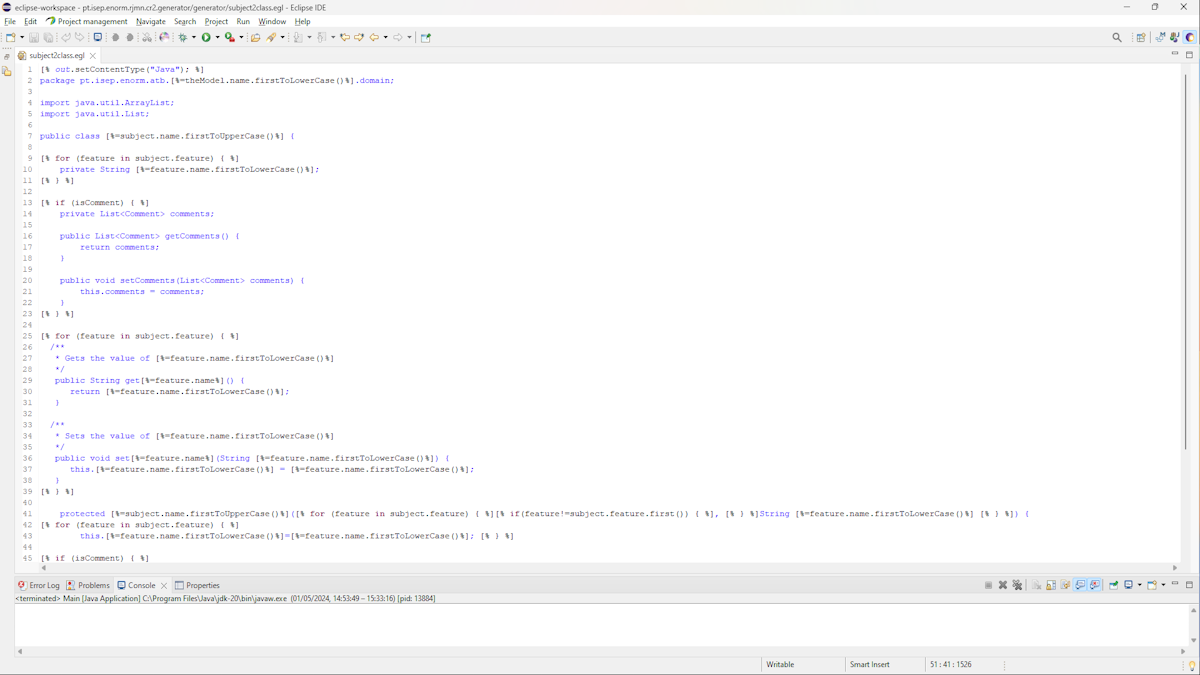 eclipse-workspace - pt.isep.enorm.rjmn.cr2.generator/generator/subject2class.egl - Eclipse IDE
File Edit Project management Navigate Search Project Run Window Help
subject2class.egl
1 [% out.setContentType("Java"); %]
2 package pt.isep.enorm.atb.[%=theModel.name.firstToLowerCase()%].domain;
3
4 import java.util.ArrayList;
5 import java.util.List;
6
7 public class [%=subject.name.firstToUpperCase()%] {
8
9 [% for (feature in subject.feature) { %]
10 private String [%=feature.name.firstToLowerCase()%];
11 [% } %]
12
13 [% if (isComment) { %]
14 private List<Comment> comments;
15
16 public List<Comment> getComments() {
17 return comments;
18 }
19
20 public void setComments(List<Comment> comments) {
21 this.comments = comments;
22 }
23 [% } %]
24
25 [% for (feature in subject.feature) { %]
26 /**
27 * Gets the value of [%=feature.name.firstToLowerCase()%]
28 */
29 public String get[%=feature.name%]() {
30 return [%=feature.name.firstToLowerCase()%];
31 }
32
33 /**
34 * Sets the value of [%=feature.name.firstToLowerCase()%]
35 */
36 public void set[%=feature.name%](String [%=feature.name.firstToLowerCase()%]) {
37 this.[%=feature.name.firstToLowerCase()%] = [%=feature.name.firstToLowerCase()%];
38 }
39 [% } %]
40
41 protected [%=subject.name.firstToUpperCase()%]([% for (feature in subject.feature) { %][% if(feature!=subject.feature.first()) { %], [% } %]String [%=feature.name.firstToLowerCase()%] [% } %]) {
42 [% for (feature in subject.feature) { %]
43 this.[%=feature.name.firstToLowerCase()%]=[%=feature.name.firstToLowerCase()%]; [% } %]
44
45 [% if (isComment) { %]
Error Log Problems Console Properties
<terminated> Main [Java Application] C:\Program Files\Java\jdk-20\bin\javaw.exe (01/05/2024, 14:53:49 – 15:33:16) [pid: 13884]
Writable Smart Insert 51 : 41 : 1526